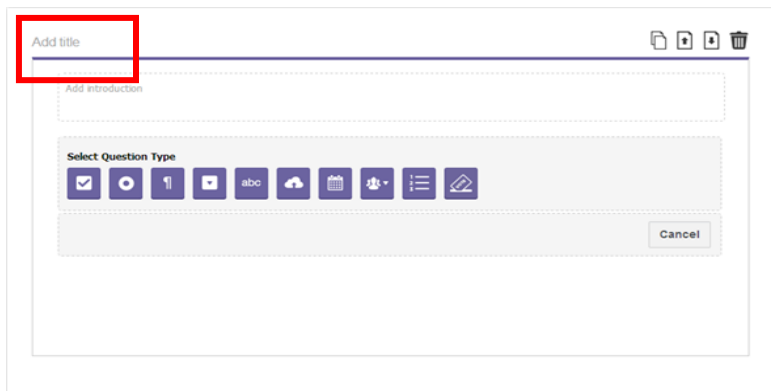 Add title
Add introduction
Select Question Type
abc
Cancel